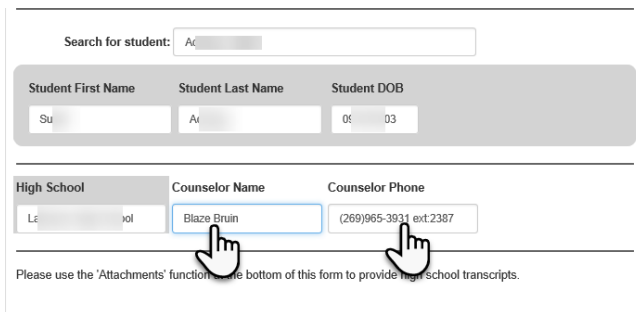 Search for student:
Student First Name Student Last Name Student DOB
High School Counselor Name Counselor Phone
Blaze Bruin (269)965-3931 ext:2387
Please use the 'Attachments' function the bottom of this form to provide high school transcripts.